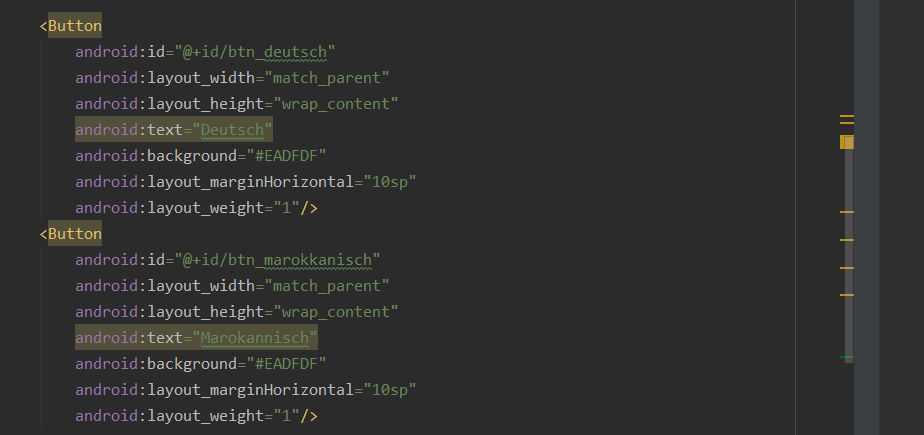 <Button
android:id="@+id/btn_deutsch"
android:layout_width="match_parent"
android:layout_height="wrap_content"
android:text="Deutsch"
android:background="#EADFDF"
android:layout_marginHorizontal="10sp"
android:layout_weight="1"/>
<Button
android:id="@+id/btn_marokkanisch"
android:layout_width="match_parent"
android:layout_height="wrap_content"
android:text="Marokannisch"
android:background="#EADFDF"
android:layout_marginHorizontal="10sp"
android:layout_weight="1"/>